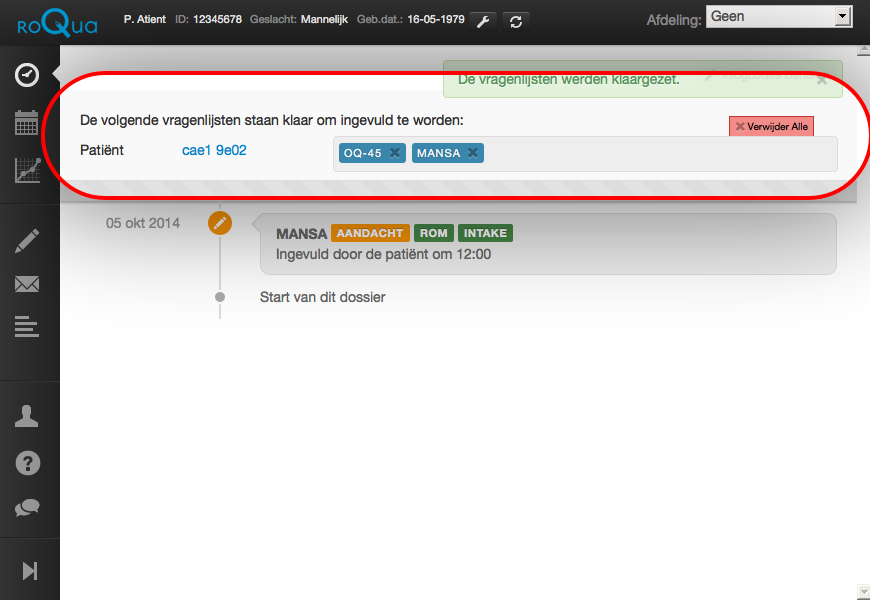 roQua P. Atient ID: 12345678 Geslacht: Mannelijk Geb.dat.: 16-05-1979 Afdeling: Geen
De vragenlijsten werden klaargezet.
De volgende vragenlijsten staan klaar om ingevuld te worden:
Verwijder Alle
Patiënt cae1 9e02 OQ-45 MANSA
05 okt 2014 MANSA AANDACHT ROM INTAKE
Ingevuld door de patiënt om 12:00
Start van dit dossier